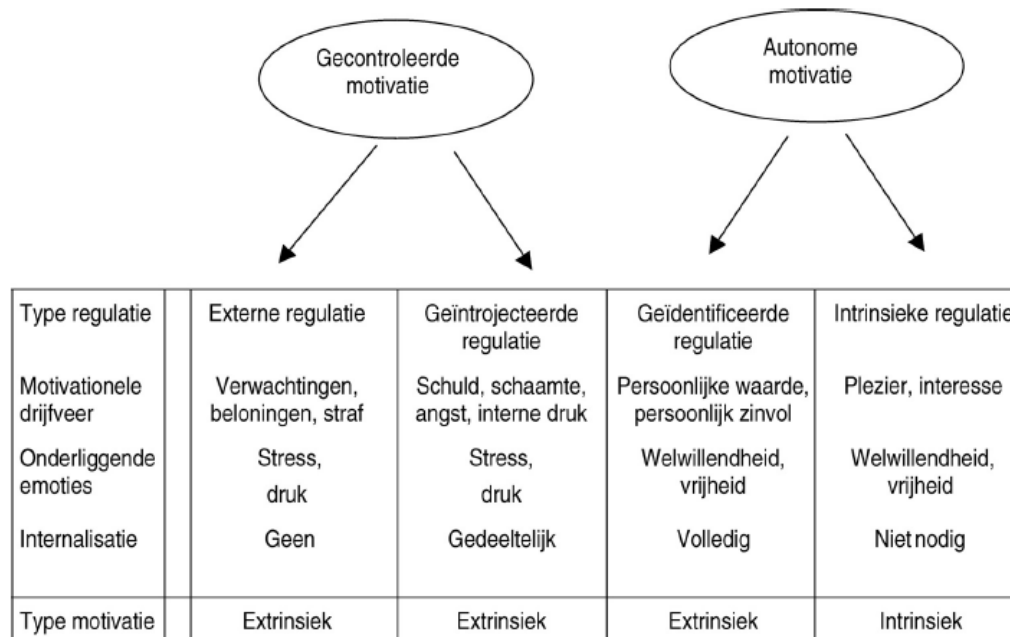 Gecontroleerde
motivatie
Autonome
motivatie
Type regulatie
Externe regulatie
Geïntrojecteerde
regulatie
Geïdentificeerde
regulatie
Intrinsieke regulatie
Motivationele
drijfveer
Verwachtingen,
beloningen, straf
Schuld, schaamte,
angst, interne druk
Persoonlijke waarde,
persoonlijk zinvol
Plezier, interesse
Onderliggende
emoties
Stress,
druk
Stress,
druk
Welwillendheid,
vrijheid
Welwillendheid,
vrijheid
Internalisatie
Geen
Gedeeltelijk
Volledig
Niet nodig
Type motivatie
Extrinsiek
Extrinsiek
Extrinsiek
Intrinsiek